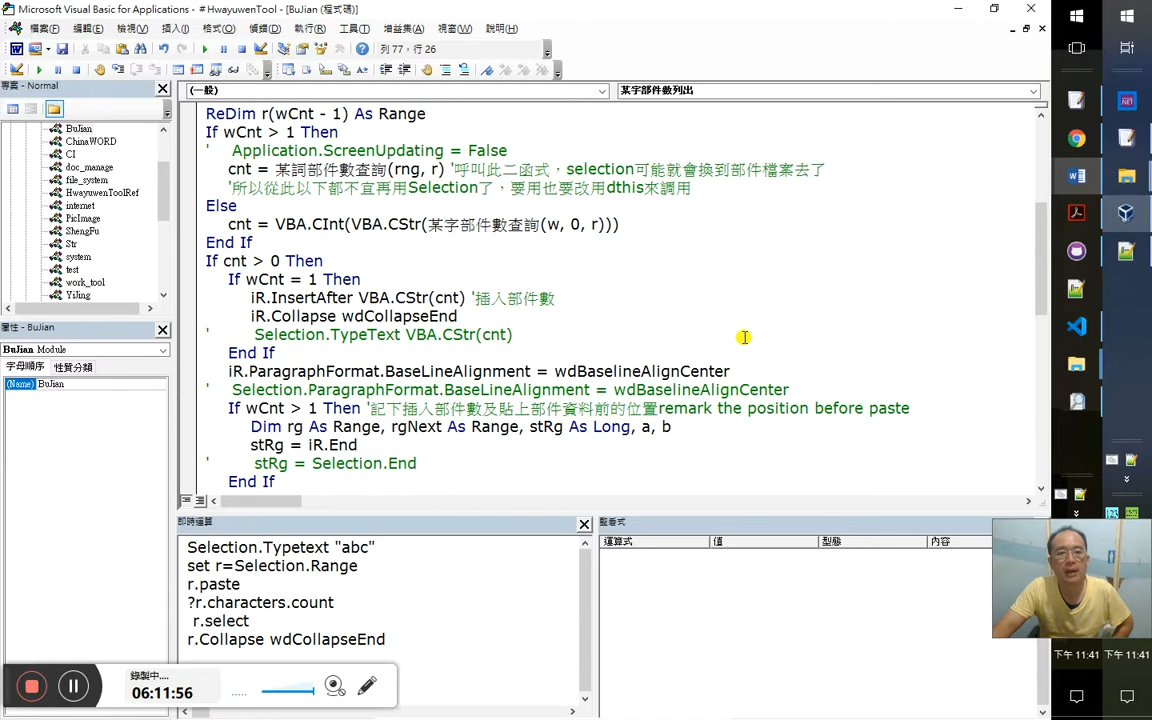 Microsoft Visual Basic for Applications - # HwayuwenTool - [BuJian (程式碼)]
檔案(F) 編輯(E) 檢視(V) 插入(I) 格式(O) 偵錯(D) 執行(R) 工具(T) 增益集(A) 視窗(W) 說明(H)
列 77，行 26
專案 - Normal
(一般)
某字部件數列出
BuJian
ChinaWORD
CI
doc_manage
file_system
HwayuwenToolRef
internet
PicImage
ShengFu
Str
system
test
work_tool
YiJing
屬性 - BuJian
BuJian Module
字母順序 性質分類
(Name) BuJian
ReDim r(wCnt - 1) As Range
If wCnt > 1 Then
' Application.ScreenUpdating = False
cnt = 某詞部件數查詢(rng, r) '呼叫此二函式，selection可能就會換到部件檔案去了
'所以從此以下都不宜再用Selection了，要用也要改用dthis來調用
Else
cnt = VBA.CInt(VBA.CStr(某字部件數查詢(w, 0, r)))
End If
If cnt > 0 Then
If wCnt = 1 Then
iR.InsertAfter VBA.CStr(cnt) '插入部件數
iR.Collapse wdCollapseEnd
' Selection.TypeText VBA.CStr(cnt)
End If
iR.ParagraphFormat.BaseLineAlignment = wdBaselineAlignCenter
' Selection.ParagraphFormat.BaseLineAlignment = wdBaselineAlignCenter
If wCnt > 1 Then '記下插入部件數及貼上部件資料前的位置remark the position before paste
Dim rg As Range, rgNext As Range, stRg As Long, a, b
stRg = iR.End
' stRg = Selection.End
End If
即時運算
Selection.Typetext "abc"
set r=Selection.Range
r.paste
?r.characters.count
r.select
r.Collapse wdCollapseEnd
監看式
運算式 值 型態 內容
錄製中....
06:11:56
下午 11:41 下午 11:41